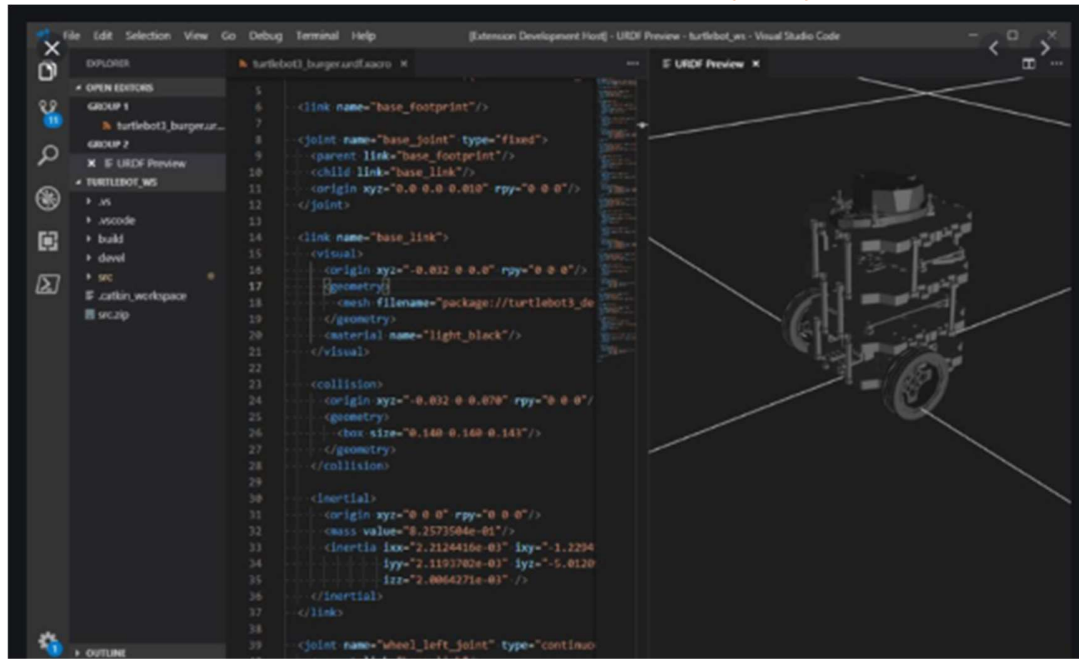 File Edit Selection View Go Debug Terminal Help [Extension Development Host] - URDF Preview - turtlebot_ws - Visual Studio Code
EXPLORER
OPEN EDITORS
GROUP 1
turtlebot3_burger.ur...
GROUP 2
URDF Preview
TURTLEBOT_WS
.vs
.vscode
build
devel
src
.catkin_workspace
src.zip
OUTLINE
11
1
turtlebot3_burger.urdf.xacro
5
6 <link name="base_footprint"/>
7
8 <joint name="base_joint" type="fixed">
9 <parent link="base_footprint"/>
10 <child link="base_link"/>
11 <origin xyz="0.0 0.0 0.010" rpy="0 0 0"/>
12 </joint>
13
14 <link name="base_link">
15 <visual>
16 <origin xyz="-0.032 0 0.0" rpy="0 0 0"/>
17 <geometry>
18 <mesh filename="package://turtlebot3_de
19 </geometry>
20 <material name="light_black"/>
21 </visual>
22
23 <collision>
24 <origin xyz="-0.032 0 0.070" rpy="0 0 0"/
25 <geometry>
26 <box size="0.140 0.140 0.143"/>
27 </geometry>
28 </collision>
29
30 <inertial>
31 <origin xyz="0 0 0" rpy="0 0 0"/>
32 <mass value="8.2573504e-01"/>
33 <inertia ixx="2.2124416e-03" ixy="-1.2294
34 iyy="2.1193702e-03" iyz="-5.0120
35 izz="2.0064271e-03" />
36 </inertial>
37 </link>
38
39 <joint name="wheel_left_joint" type="continuo
URDF Preview